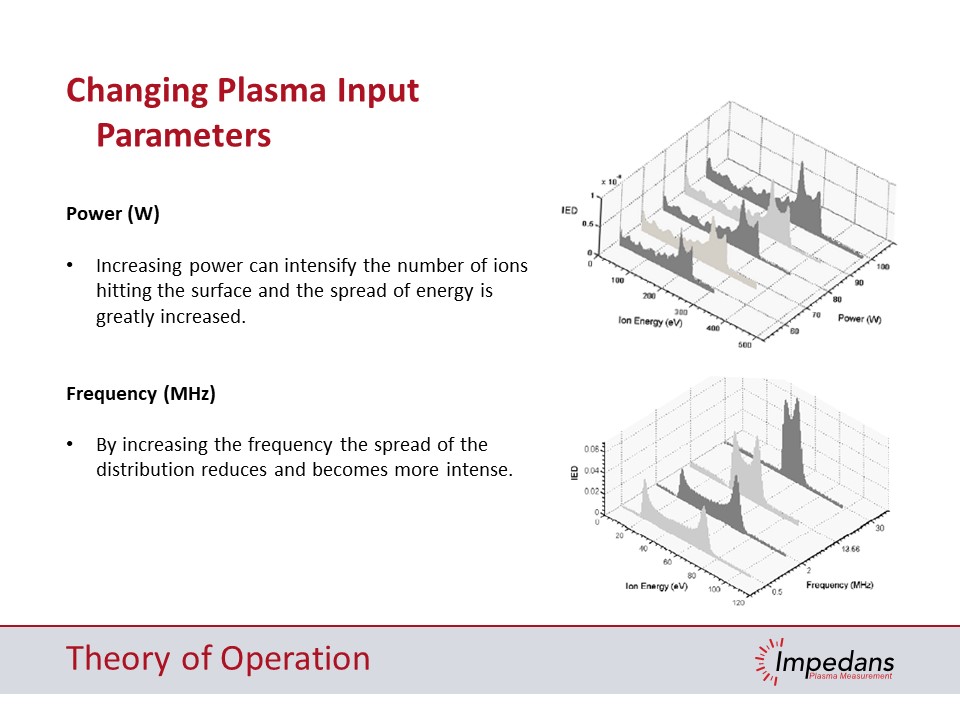 Changing Plasma Input
Parameters
Power (W)
• Increasing power can intensify the number of ions
hitting the surface and the spread of energy is
greatly increased.
Frequency (MHz)
• By increasing the frequency the spread of the
distribution reduces and becomes more intense.
x 10
1
IED
0.5
0
0
100
200
300
400
500
Ion Energy (eV)
60
70
80
90
100
Power (W)
0.06
0.04
0.02
0
IED
0
20
40
60
80
100
120
Ion Energy (eV)
0.5
2
13.56
30
Frequency (MHz)
Theory of Operation
Impedans
Plasma Measurement